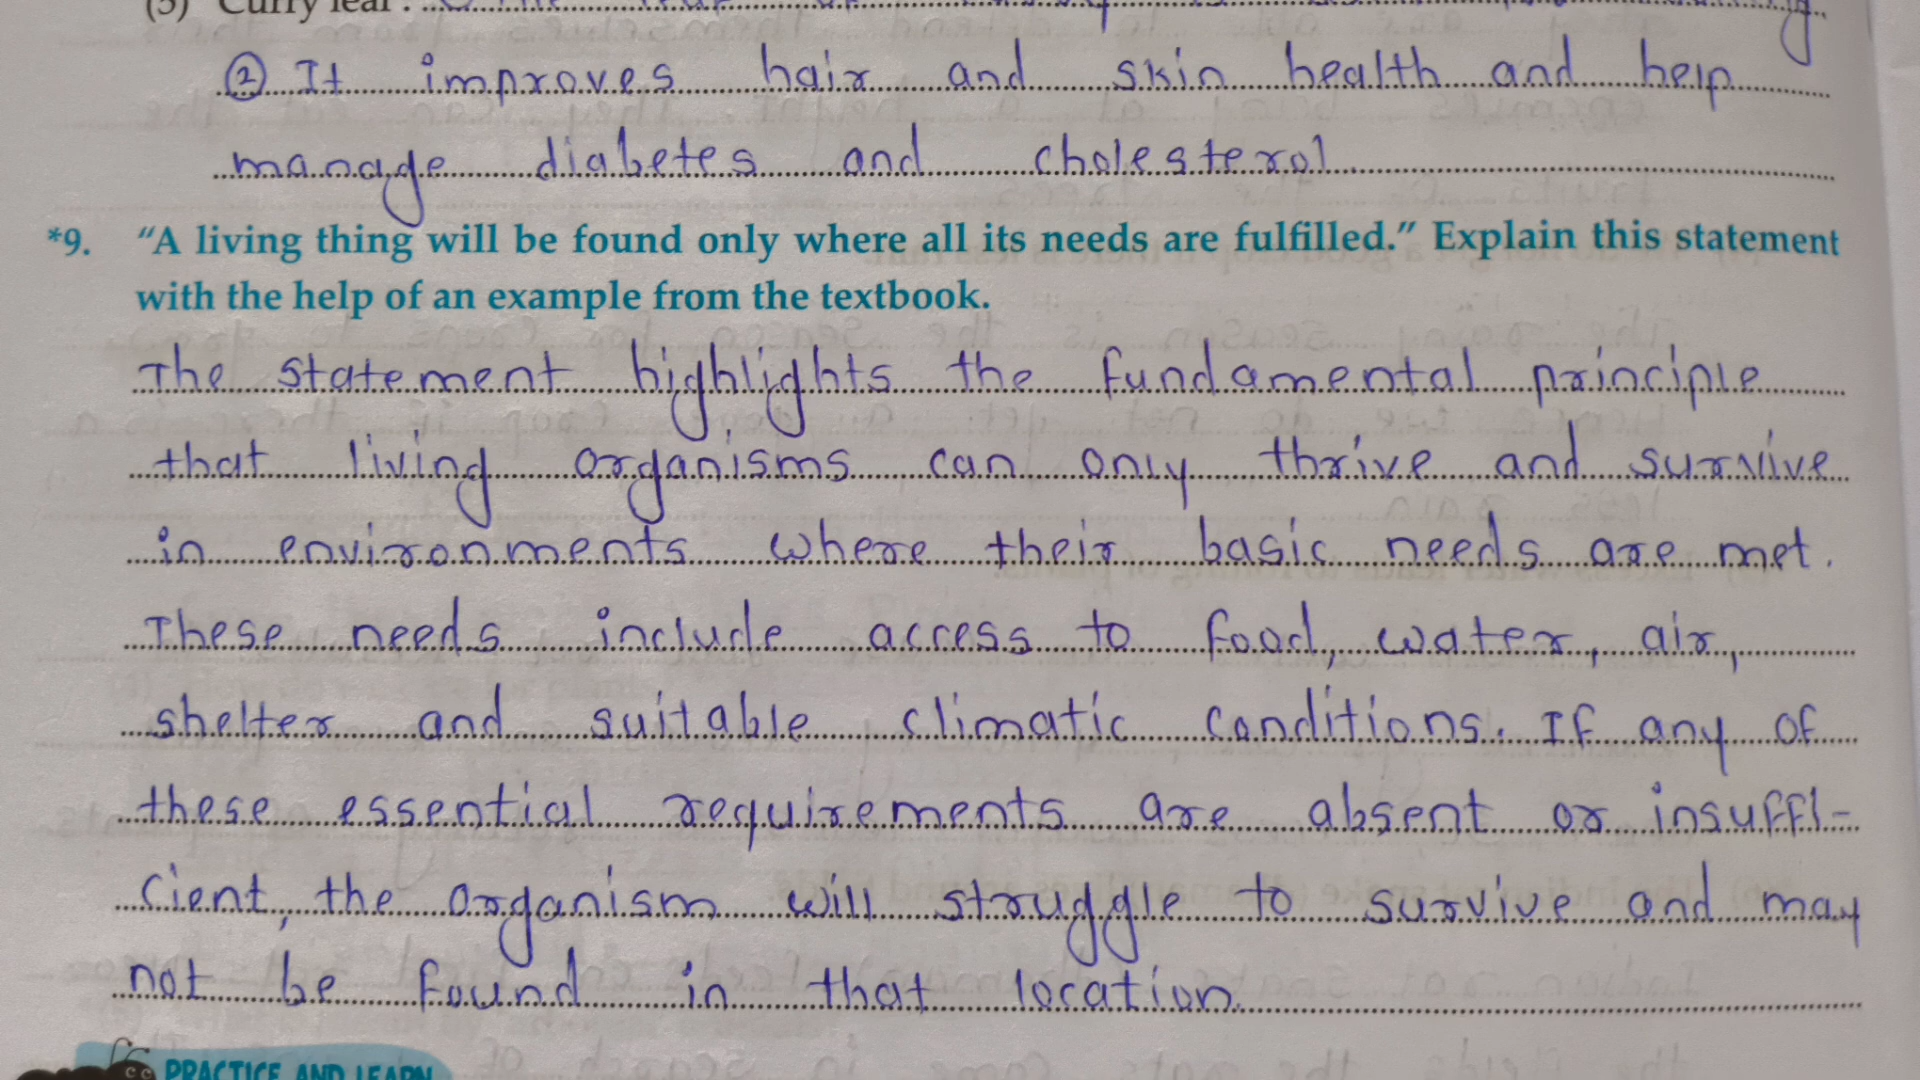 (5) Curry leaf :
② It improves hair and skin health and help
manage diabetes and cholesterol
*9. “A living thing will be found only where all its needs are fulfilled.” Explain this statement
with the help of an example from the textbook.
The statement highlights the fundamental principle
that living organisms can only thrive and survive
in environments where their basic needs are met.
These needs include access to food, water, air,
shelter and suitable climatic conditions. If any of
these essential requirements are absent or insuffi-
cient, the organism will struggle to survive and may
not be found in that location.
PRACTICE AND LEARN